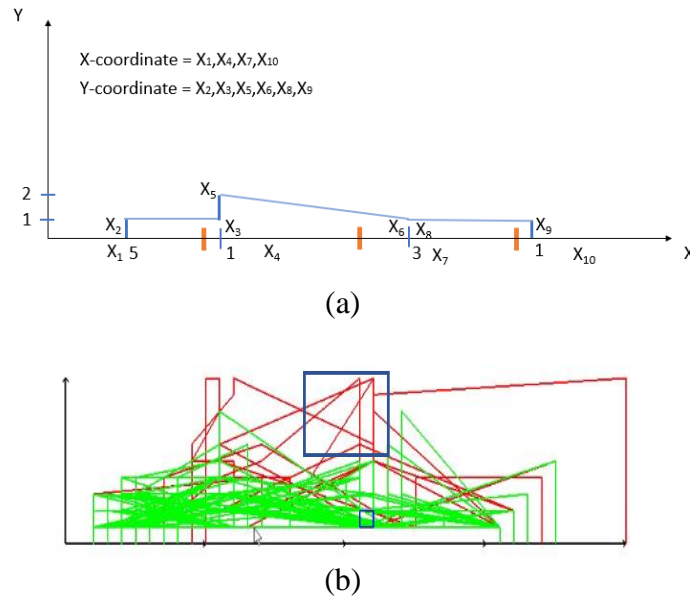 Y
X-coordinate = X1,X4,X7,X10
Y-coordinate = X2,X3,X5,X6,X8,X9
2 X5
1 X2 X3 X6 X8 X9
X1 5 1 X4 3 X7 1 X10 X
(a)
(b)